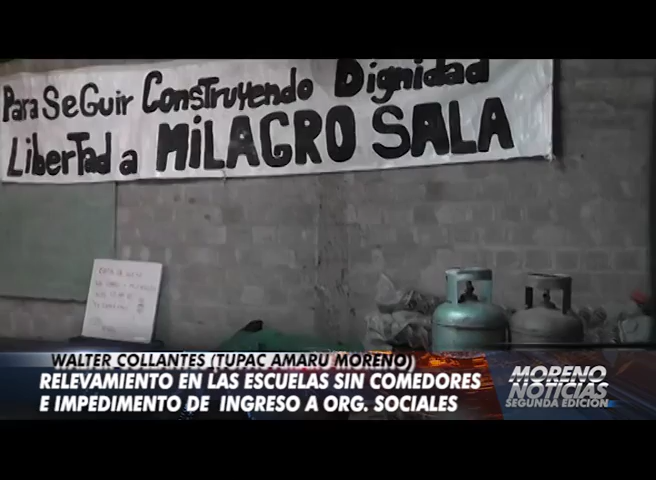 Para SeGuir Construyendo Dignidad
Libertad a MILAGRO SALA
WALTER COLLANTES (TUPAC AMARU MORENO)
RELEVAMIENTO EN LAS ESCUELAS SIN COMEDORES
E IMPEDIMENTO DE INGRESO A ORG. SOCIALES
MORENO
NOTICIAS
SEGUNDA EDICION